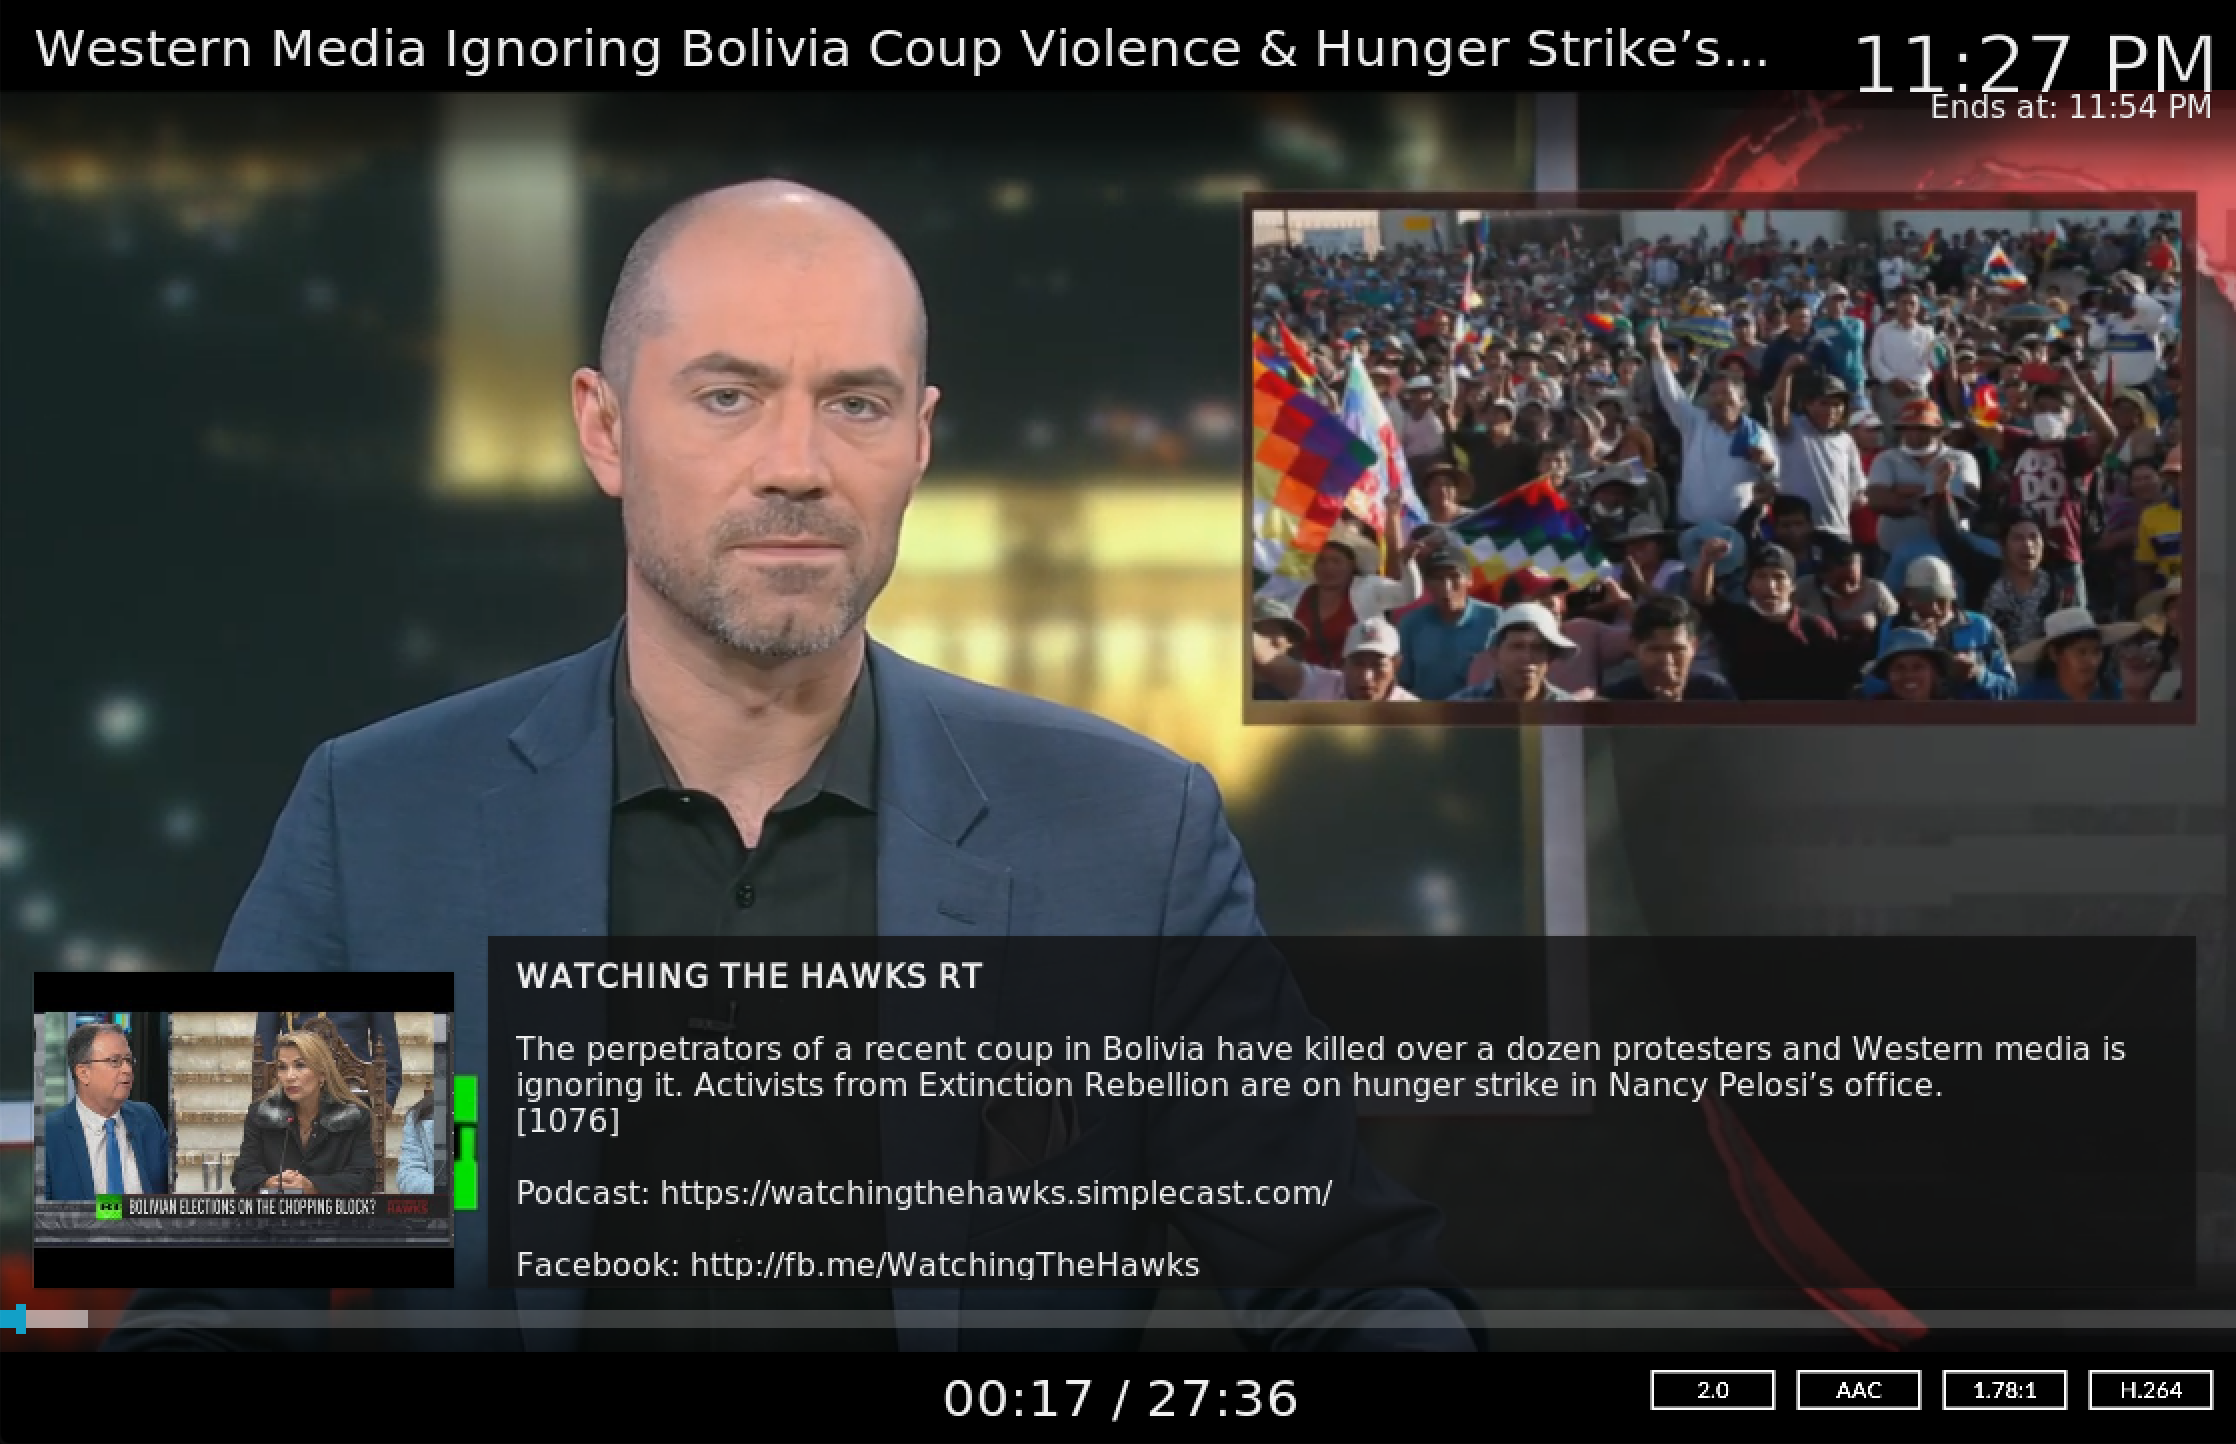 Western Media Ignoring Bolivia Coup Violence & Hunger Strike’s...
11:27 PM
Ends at: 11:54 PM
WATCHING THE HAWKS RT
The perpetrators of a recent coup in Bolivia have killed over a dozen protesters and Western media is
ignoring it. Activists from Extinction Rebellion are on hunger strike in Nancy Pelosi’s office.
[1076]
Podcast: https://watchingthehawks.simplecast.com/
Facebook: http://fb.me/WatchingTheHawks
RT BOLIVIAN ELECTIONS ON THE CHOPPING BLOCK?
HAWKS
00:17 / 27:36
2.0 AAC 1.78:1 H.264